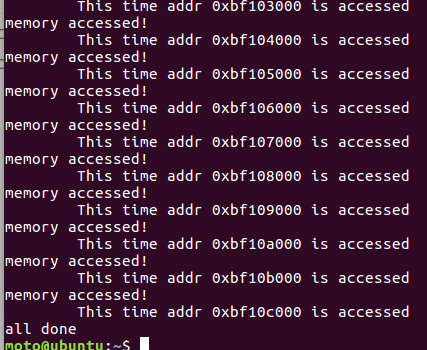 This time addr 0xbf103000 is accessed
memory accessed!
This time addr 0xbf104000 is accessed
memory accessed!
This time addr 0xbf105000 is accessed
memory accessed!
This time addr 0xbf106000 is accessed
memory accessed!
This time addr 0xbf107000 is accessed
memory accessed!
This time addr 0xbf108000 is accessed
memory accessed!
This time addr 0xbf109000 is accessed
memory accessed!
This time addr 0xbf10a000 is accessed
memory accessed!
This time addr 0xbf10b000 is accessed
memory accessed!
This time addr 0xbf10c000 is accessed
all done
moto@ubuntu:~$